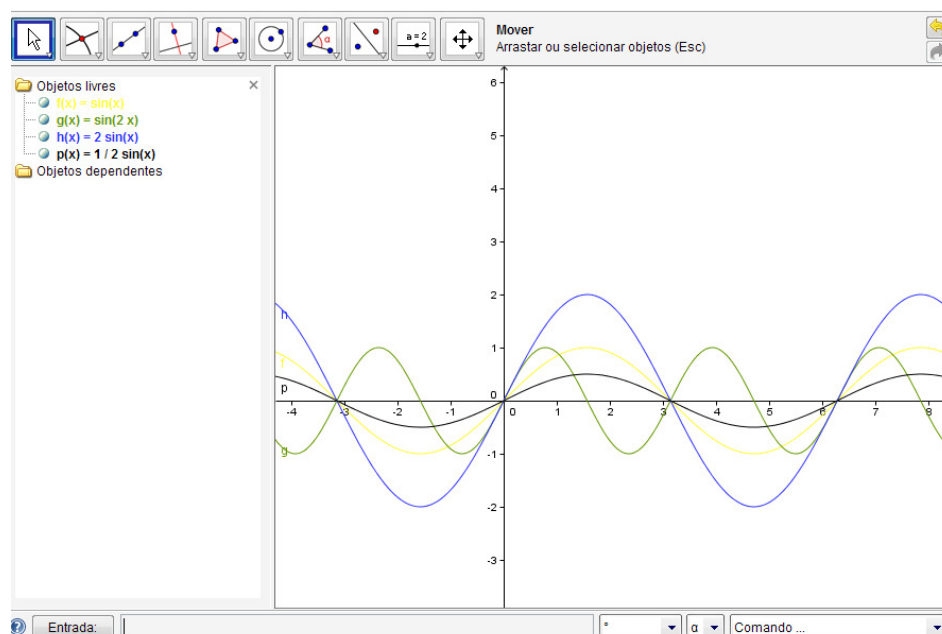 a = 2
Mover
Arrastar ou selecionar objetos (Esc)
Objetos livres
f(x) = sin(x)
g(x) = sin(2 x)
h(x) = 2 sin(x)
p(x) = 1 / 2 sin(x)
Objetos dependentes
6
5
4
3
2
1
0
-1
-2
-3
-4
-3
-2
-1
0
1
2
3
4
5
6
7
8
h
f
p
g
α
Entrada:
°
α
Comando ...